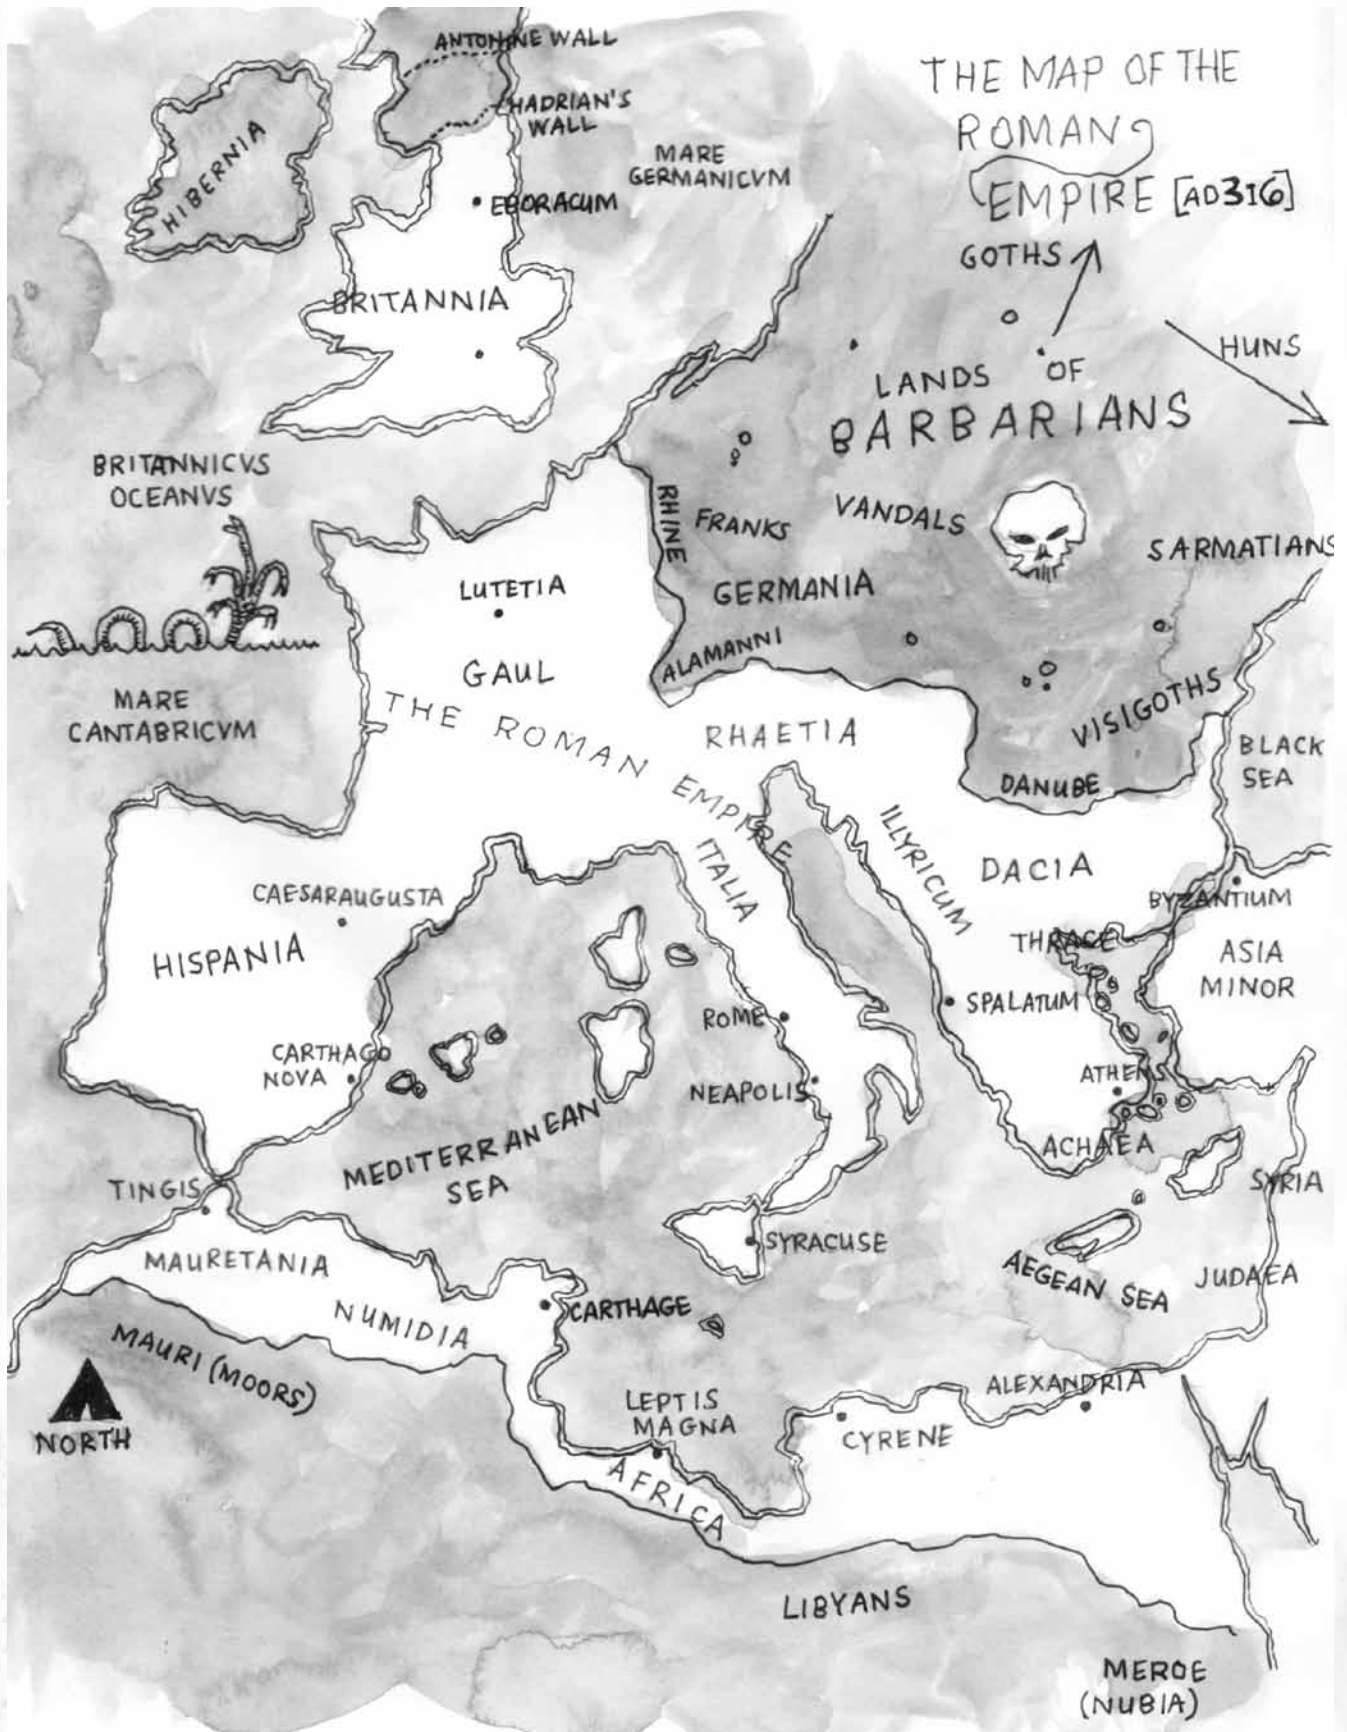 THE MAP OF THE
ROMAN
EMPIRE [AD316]
ANTONINE WALL
HADRIAN'S
WALL
MARE
GERMANICVM
HIBERNIA
EBORACUM
BRITANNIA
GOTHS
HUNS
LANDS OF
BARBARIANS
BRITANNICVS
OCEANVS
RHINE
FRANKS
VANDALS
SARMATIANS
LUTETIA
GERMANIA
GAUL
ALAMANNI
MARE
CANTABRICVM
THE ROMAN EMPIRE
RHAETIA
VISIGOTHS
BLACK
SEA
DANUBE
ITALIA
ILLYRICUM
DACIA
CAESARAUGUSTA
BYZANTIUM
HISPANIA
THRACE
ASIA
MINOR
ROME
SPALATUM
CARTHAGO
NOVA
NEAPOLIS
ATHENS
MEDITERRANEAN
SEA
ACHAEA
TINGIS
SYRIA
MAURETANIA
SYRACUSE
AEGEAN SEA
JUDAEA
NUMIDIA
CARTHAGE
MAURI (MOORS)
NORTH
LEPTIS
MAGNA
ALEXANDRIA
CYRENE
AFRICA
LIBYANS
MEROE
(NUBIA)